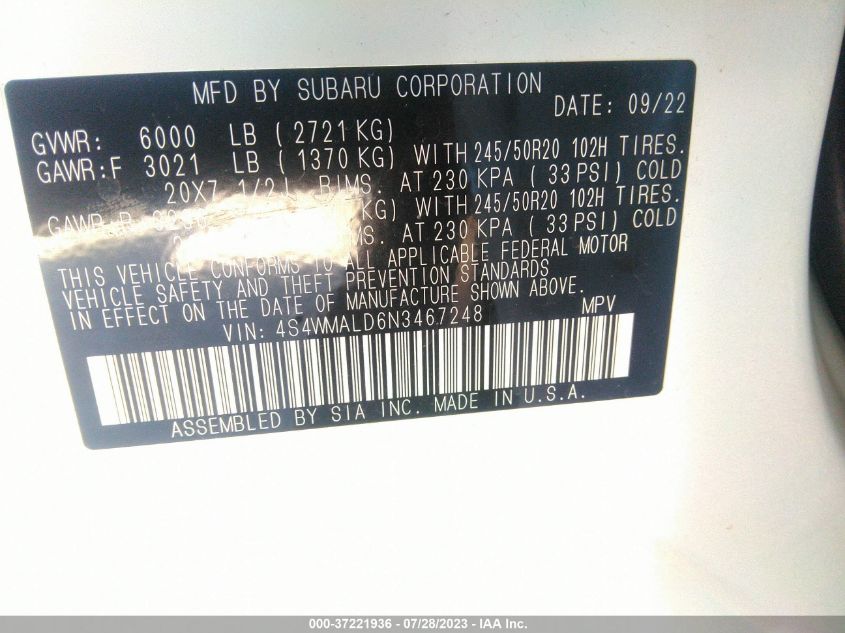 MFD BY SUBARU CORPORATION
DATE: 09/22
GVWR: 6000 LB ( 2721 KG)
GAWR:F 3021 LB ( 1370 KG) WITH 245/50R20 102H TIRES.
20X7 1/2 RIMS. AT 230 KPA ( 33 PSI) COLD
GAWR:R KG) WITH 245/50R20 102H TIRES.
AT 230 KPA ( 33 PSI) COLD
THIS VEHICLE CONFORMS TO ALL APPLICABLE FEDERAL MOTOR
VEHICLE SAFETY AND THEFT PREVENTION STANDARDS
IN EFFECT ON THE DATE OF MANUFACTURE SHOWN ABOVE.
VIN: 4S4WMALD6N3467248 MPV
ASSEMBLED BY SIA INC. MADE IN U.S.A.
000-37221936 / 07/28/2023 - IAA Inc.